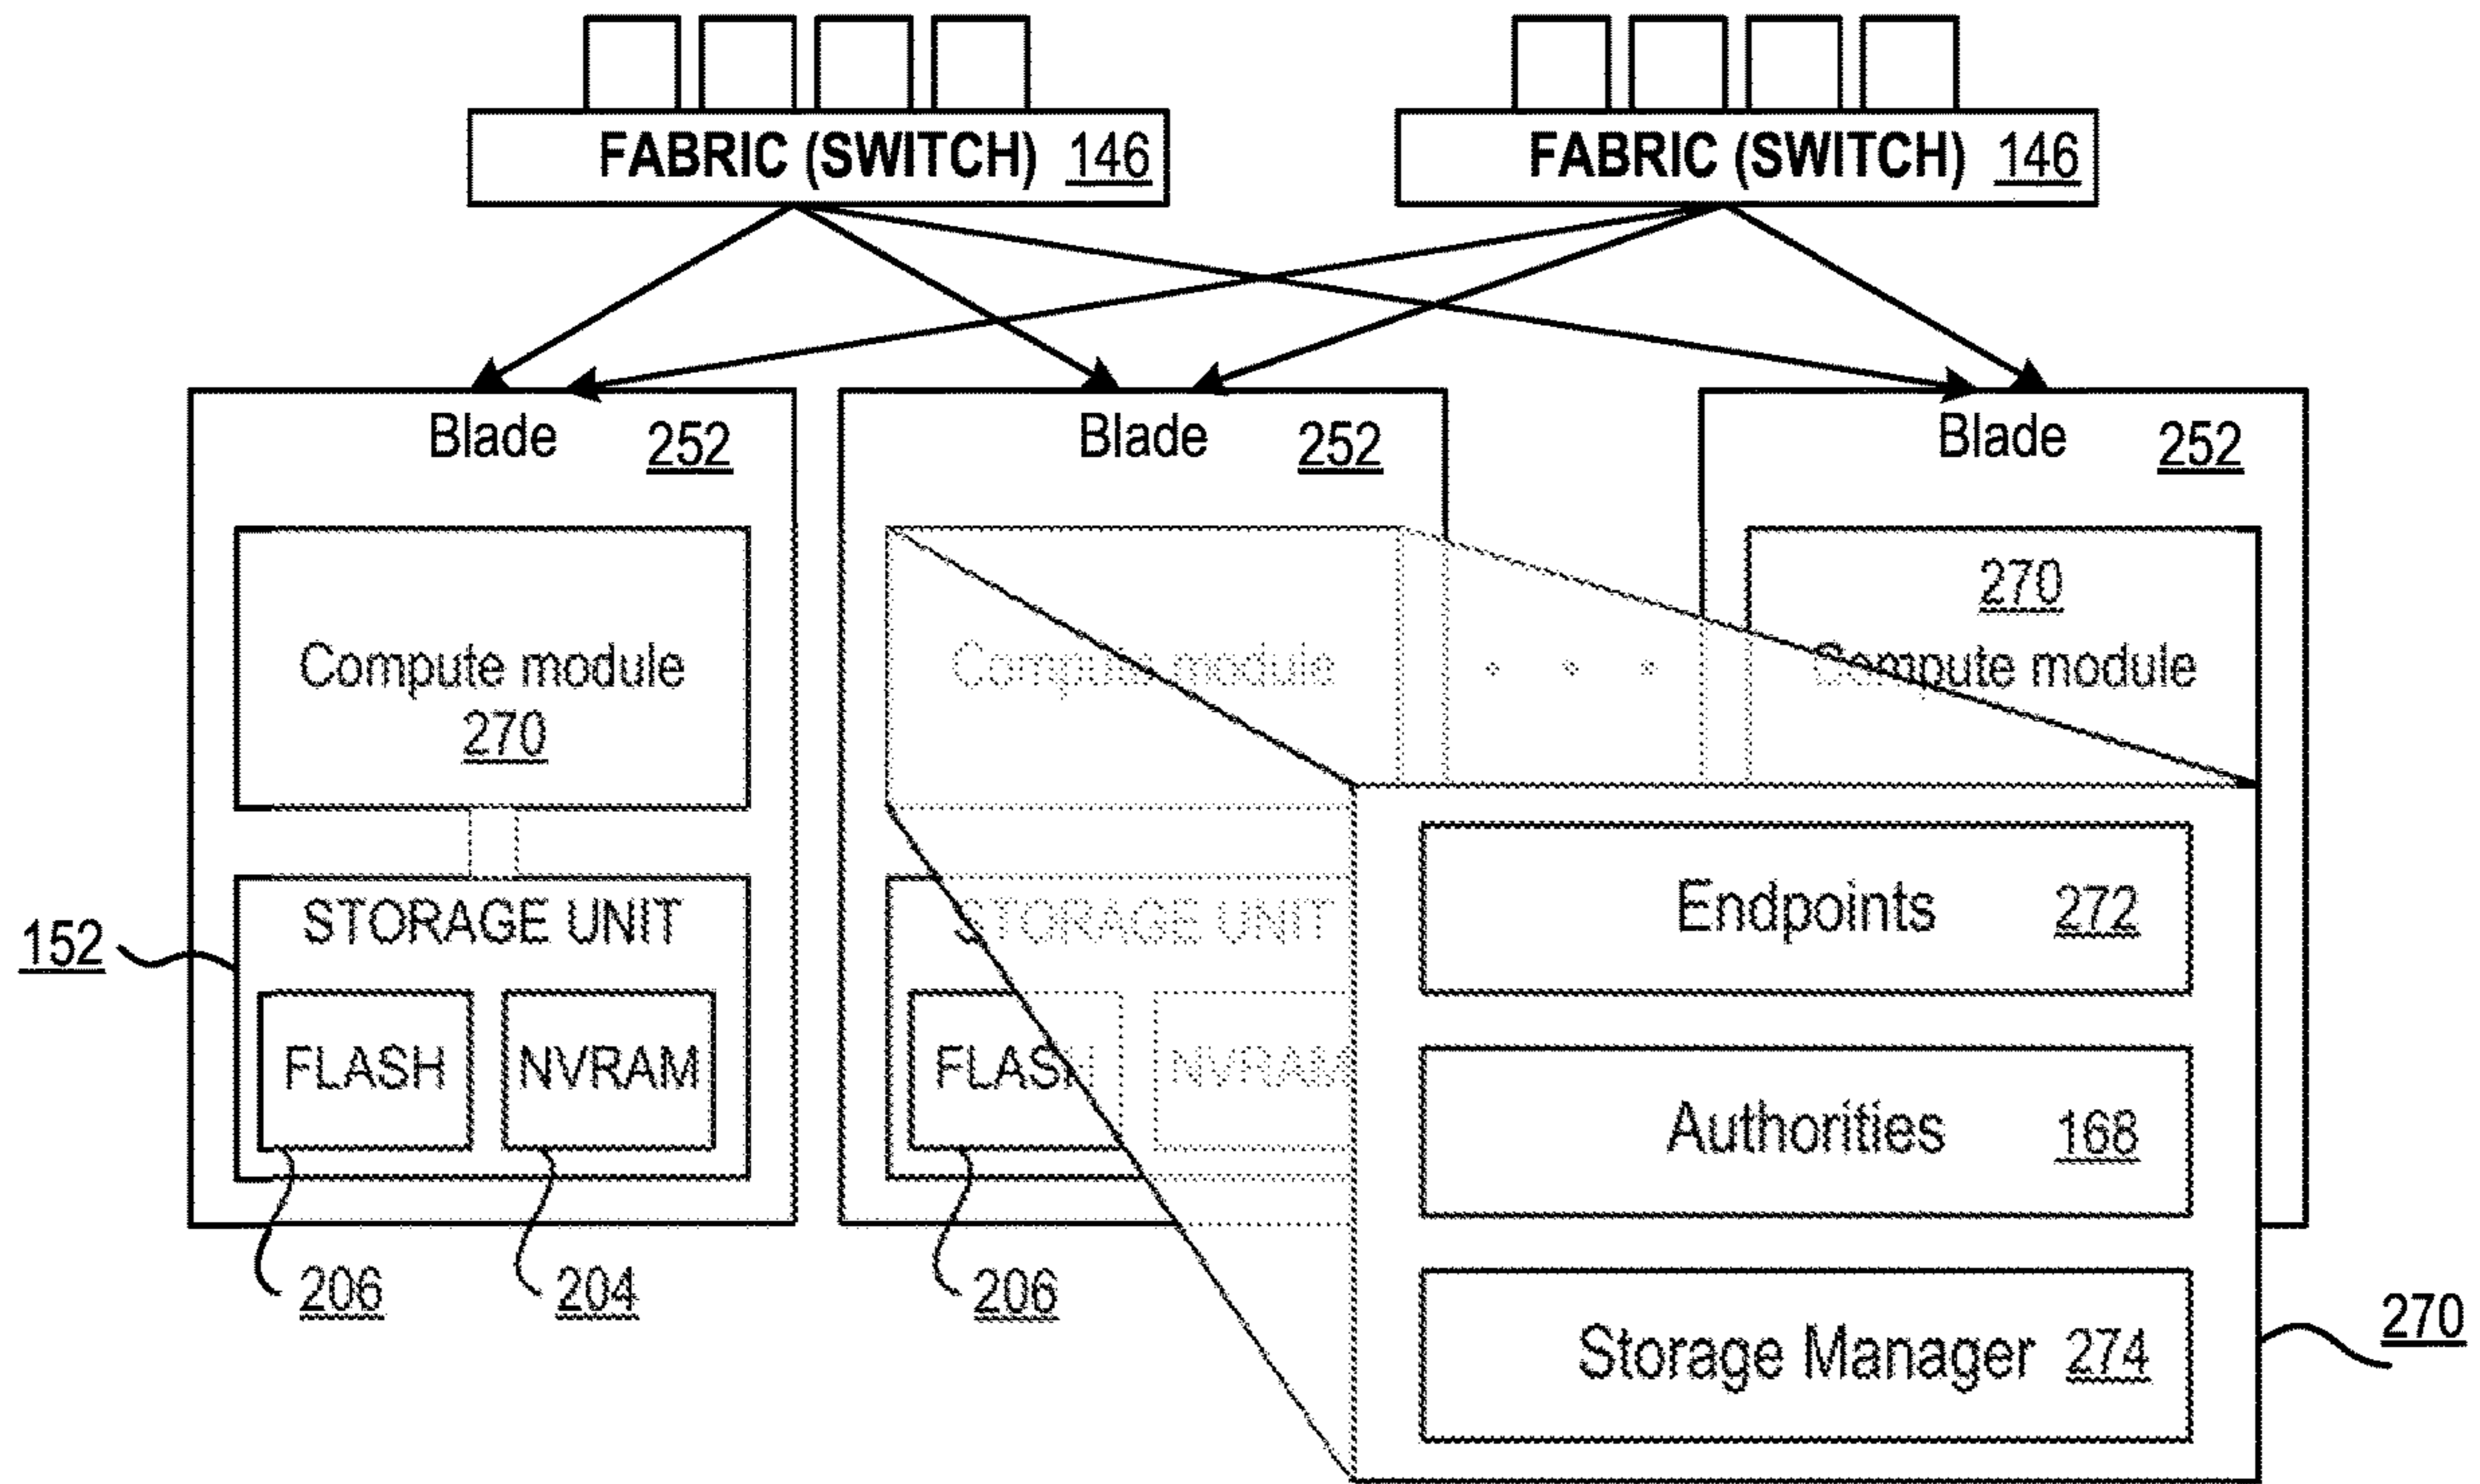 FABRIC (SWITCH) 146
FABRIC (SWITCH) 146
Blade 252
Blade 252
Blade 252
Compute module
270
Compute module
. . .
270
Compute module
STORAGE UNIT
152
FLASH
NVRAM
206
204
STORAGE UNIT
FLASH
NVRAM
206
Endpoints 272
Authorities 168
Storage Manager 274
270